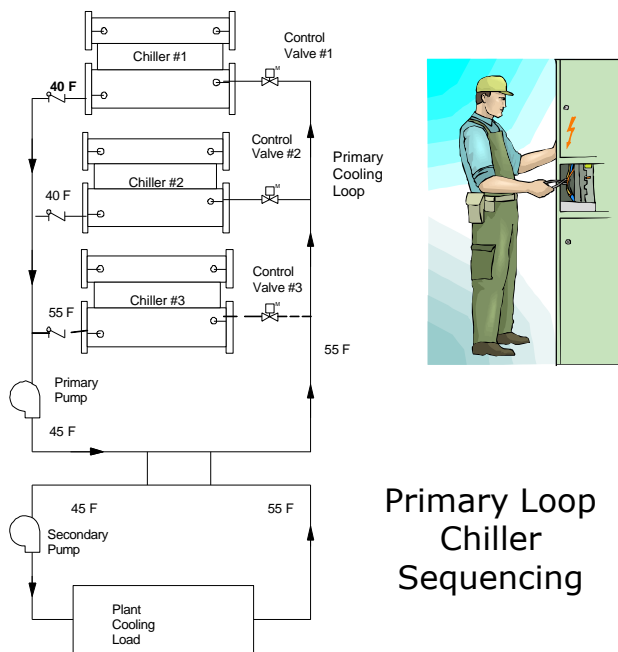 Control
Valve #1
Chiller #1
40 F
Control
Valve #2
Primary
Cooling
Loop
Chiller #2
40 F
Control
Valve #3
Chiller #3
55 F
55 F
Primary
Pump
45 F
45 F
55 F
Secondary
Pump
Plant
Cooling
Load
M
M
M
Primary Loop
Chiller
Sequencing